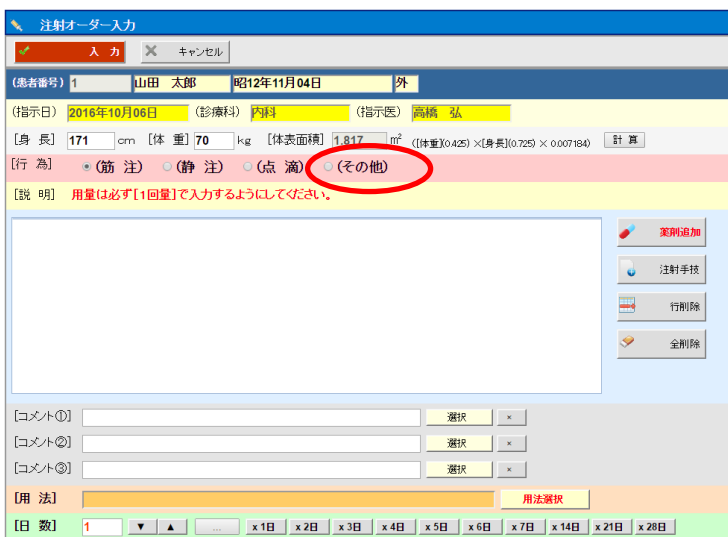 注射オーダー入力
入 力 キャンセル
(患者番号) 1 山田 太郎 昭12年11月04日 外
(指示日) 2016年10月06日 (診療科) 内科 (指示医) 高橋 弘
[身 長] 171 cm [体 重] 70 kg [体表面積] 1.817 m² ([体重](0.425) ×[身長](0.725) × 0.007184) 計 算
[行 為] (筋 注) (静 注) (点 滴) (その他)
[説 明] 用量は必ず[1回量]で入力するようにしてください。
薬剤追加
注射手技
行削除
全削除
[コメント①] 選択 ×
[コメント②] 選択 ×
[コメント③] 選択 ×
[用 法] 用法選択
[日 数] 1 ▼ ▲ ... x 1日 x 2日 x 3日 x 4日 x 5日 x 6日 x 7日 x 14日 x 21日 x 28日